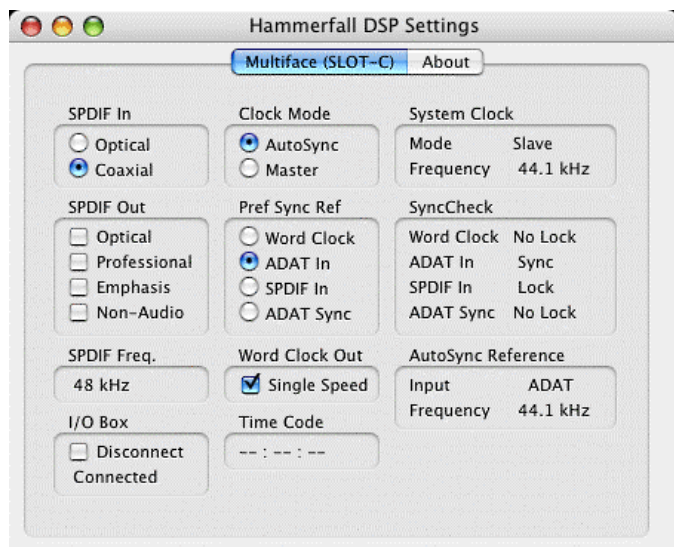 Hammerfall DSP Settings
Multiface (SLOT-C)
About
SPDIF In
Optical
Coaxial
Clock Mode
AutoSync
Master
System Clock
Mode Slave
Frequency 44.1 kHz
SPDIF Out
Optical
Professional
Emphasis
Non-Audio
Pref Sync Ref
Word Clock
ADAT In
SPDIF In
ADAT Sync
SyncCheck
Word Clock No Lock
ADAT In Sync
SPDIF In Lock
ADAT Sync No Lock
SPDIF Freq.
48 kHz
Word Clock Out
Single Speed
AutoSync Reference
Input ADAT
Frequency 44.1 kHz
I/O Box
Disconnect
Connected
Time Code
-- : -- : --